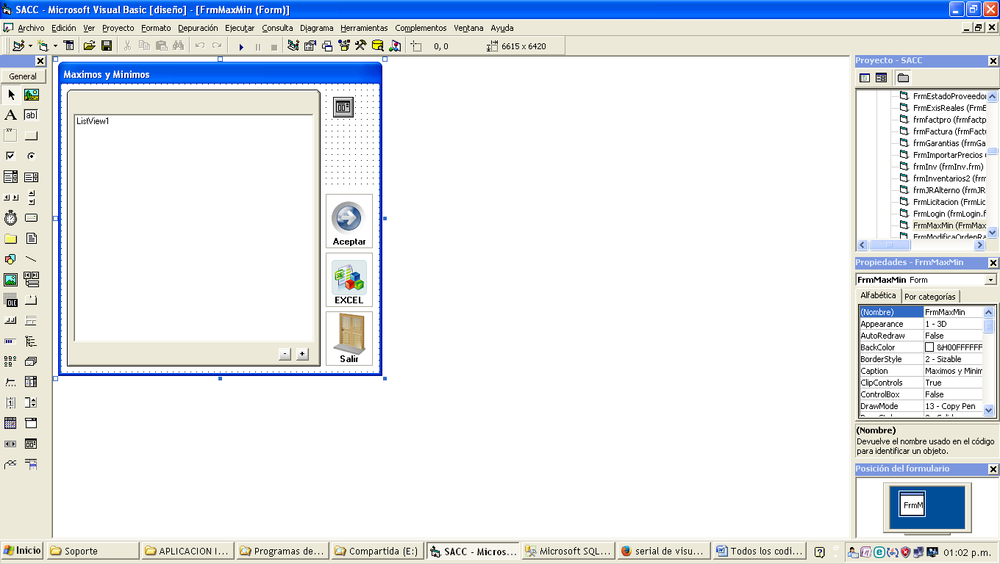 SACC - Microsoft Visual Basic [diseño] - [FrmMaxMin (Form)]
Archivo Edición Ver Proyecto Formato Depuración Ejecutar Consulta Diagrama Herramientas Complementos Ventana Ayuda
0, 0 6615 x 6420
General
A ab|
xy
OLE
Maximos y Minimos
ListView1
- +
Aceptar
EXCEL
Salir
Proyecto - SACC
FrmEstadoProveedor
FrmExisReales (FrmE
frmfactpro (frmfactp
frmFactura (frmFact
frmGarantias (frmGa
FrmImportarPrecios (
frmInv (frmInv.frm)
frmInventarios2 (frm
frmJRAlterno (frmJR
FrmLicitacion (FrmLic
FrmLogin (frmLogin.f
FrmMaxMin (FrmMax
FrmModificaOrdenRa
Propiedades - FrmMaxMin
FrmMaxMin Form
Alfabética Por categorías
(Nombre) FrmMaxMin
Appearance 1 - 3D
AutoRedraw False
BackColor &H00FFFFFF
BorderStyle 2 - Sizable
Caption Maximos y Minim
ClipControls True
ControlBox False
DrawMode 13 - Copy Pen
(Nombre)
Devuelve el nombre usado en el código
para identificar un objeto.
Posición del formulario
FrmM
Inicio Soporte APLICACION I... Programas de... Compartida (E:) SACC - Micros... Microsoft SQL... serial de visu... Todos los codi... 01:02 p.m.